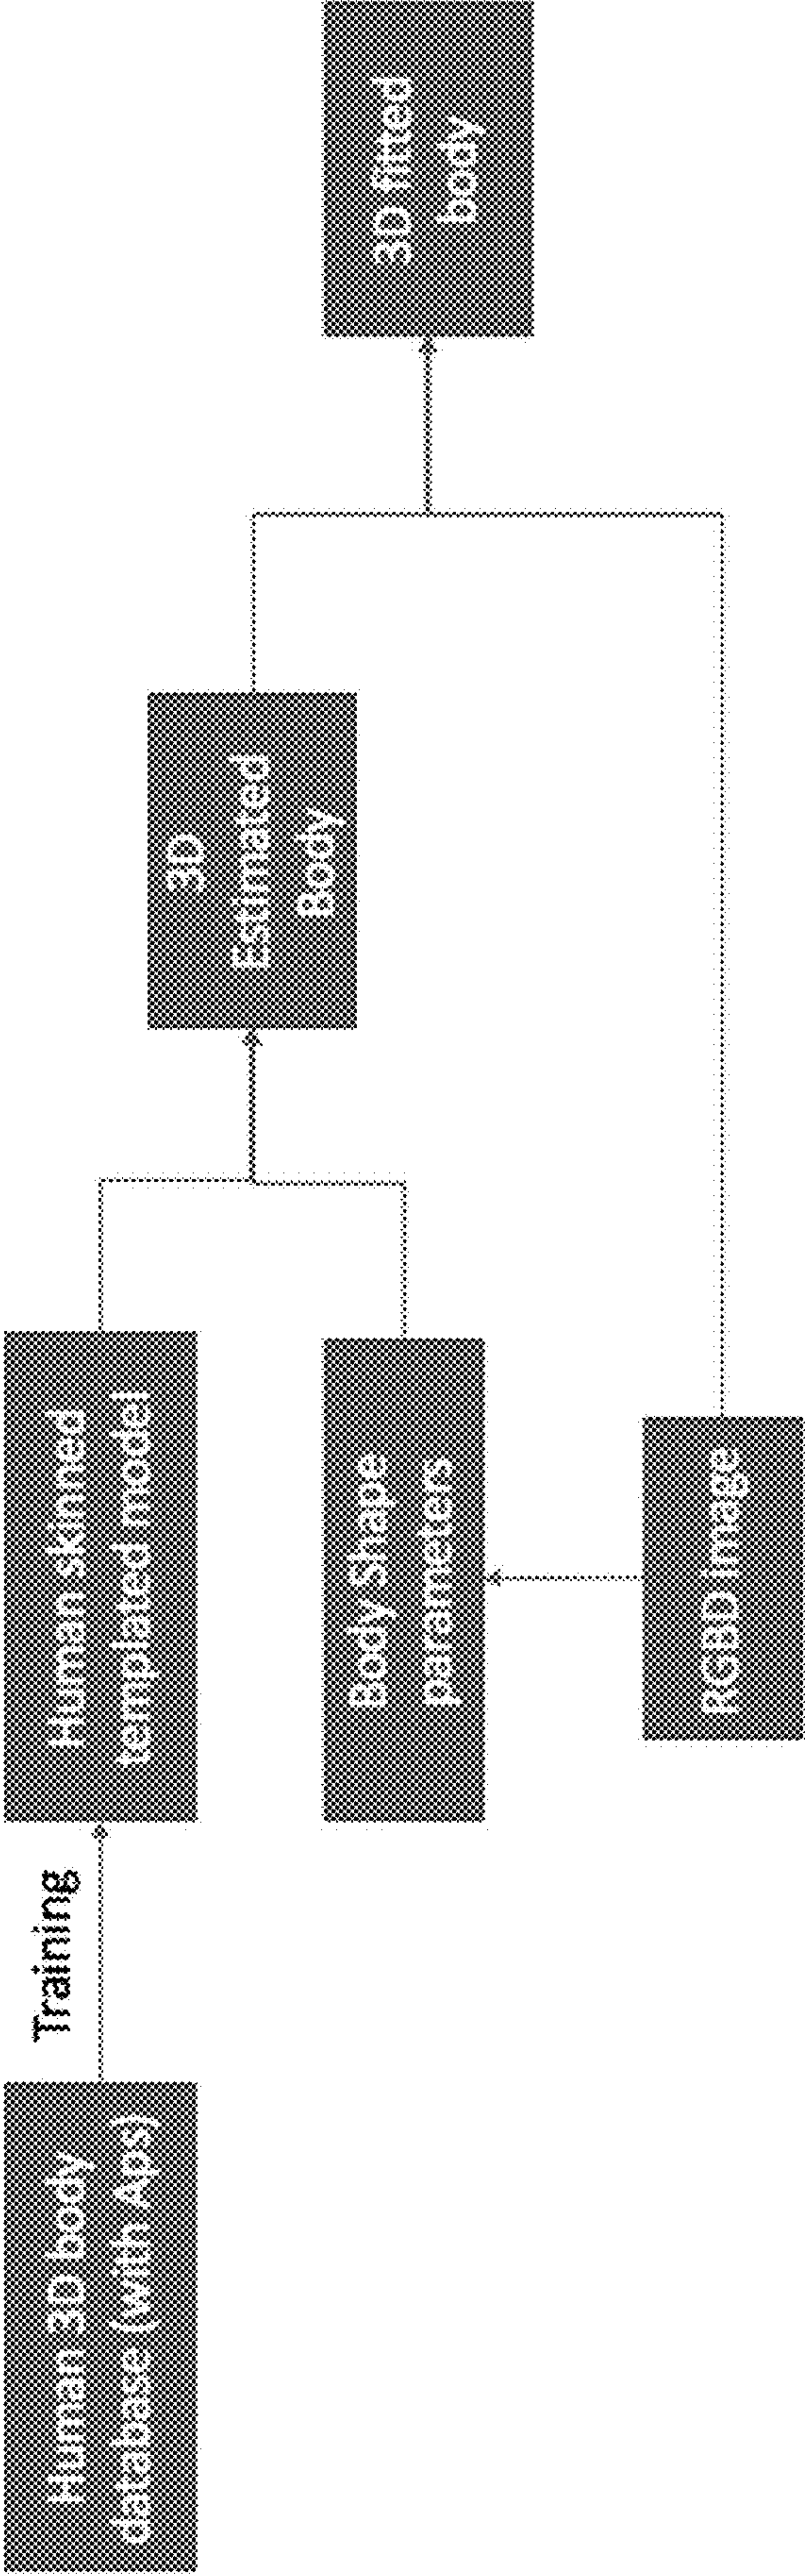 Human 3D body
database (with Aps)
Training
Human skinned
templated model
Body Shape
parameters
RGBD image
3D
Estimated
Body
3D fitted
body